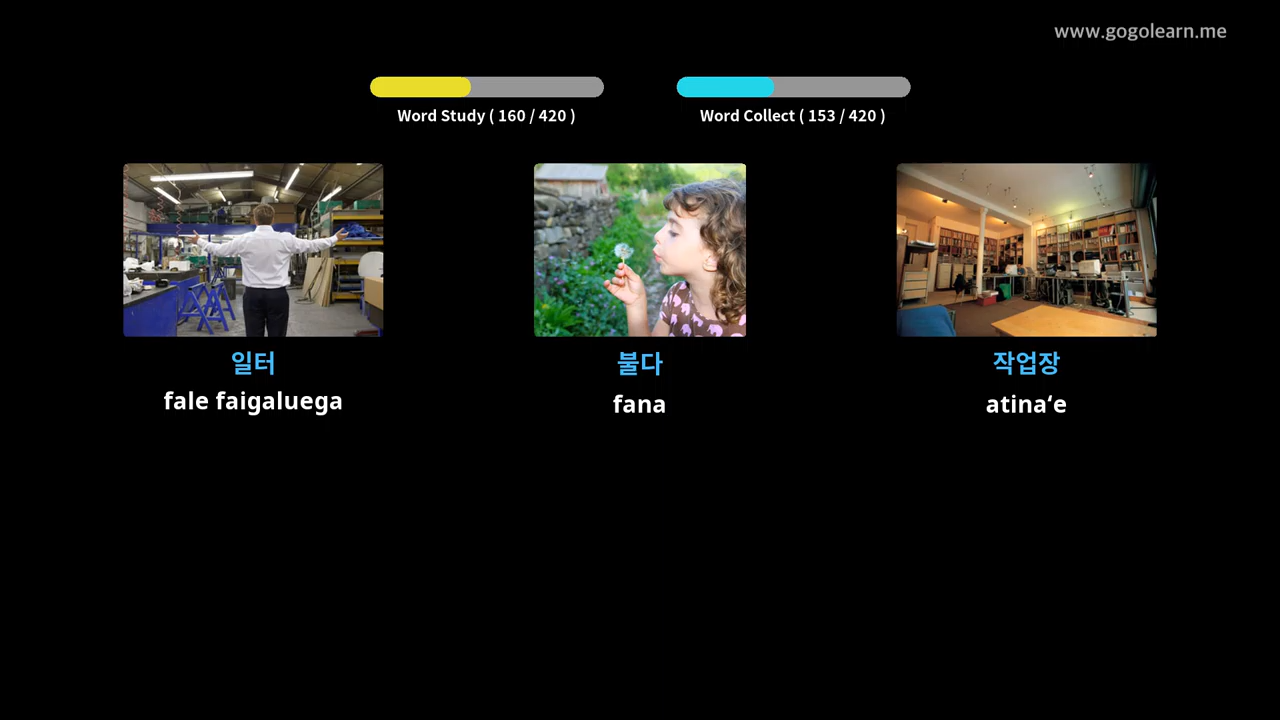 www.gogolearn.me
Word Study ( 160 / 420 )
Word Collect ( 153 / 420 )
일터
불다
작업장
fale faigaluega
fana
atinaʻe